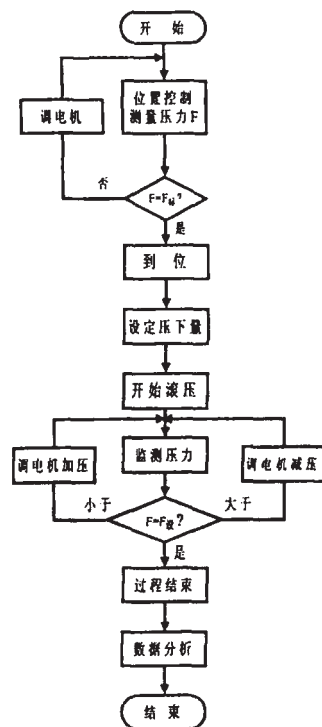 开始
位置控制
测量压力F
调电机
否
是
到位
设定压下量
开始滚压
调电机加压
监测压力
调电机减压
小于
F=F设?
大于
是
过程结束
数据分析
结束